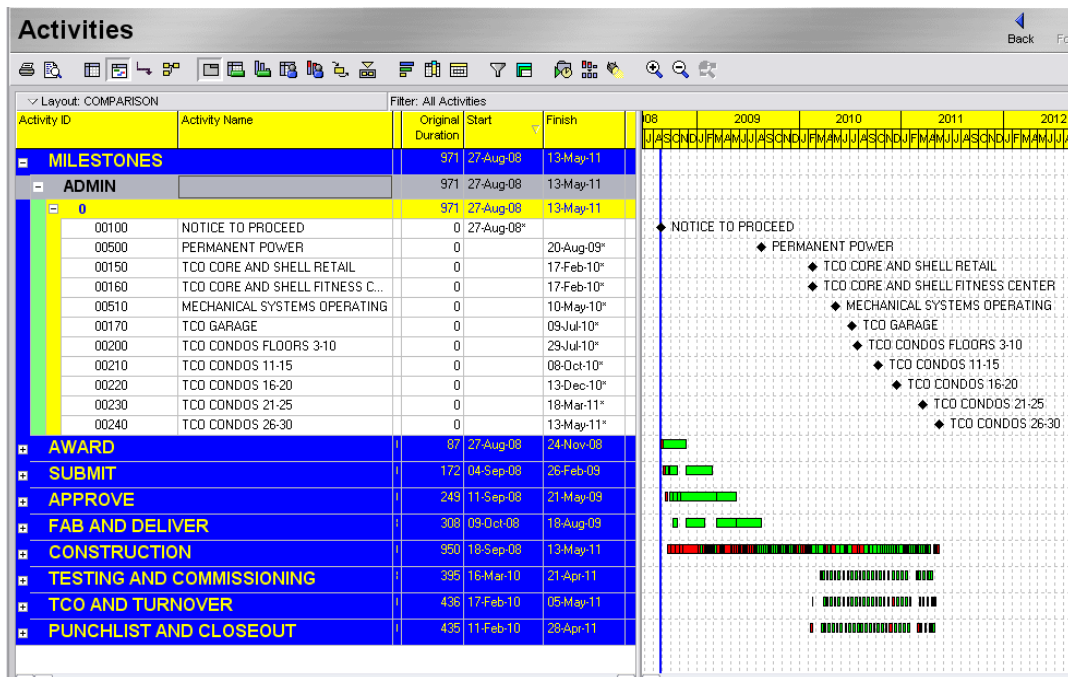 Activities
Back
Fo
Layout: COMPARISON Filter: All Activities
Activity ID Activity Name Original Duration Start Finish 08 2009 2010 2011 2012
MILESTONES 971 27-Aug-08 13-May-11
ADMIN 971 27-Aug-08 13-May-11
0 971 27-Aug-08 13-May-11
00100 NOTICE TO PROCEED 0 27-Aug-08* NOTICE TO PROCEED
00500 PERMANENT POWER 0 20-Aug-09* PERMANENT POWER
00150 TCO CORE AND SHELL RETAIL 0 17-Feb-10* TCO CORE AND SHELL RETAIL
00160 TCO CORE AND SHELL FITNESS C... 0 17-Feb-10* TCO CORE AND SHELL FITNESS CENTER
00510 MECHANICAL SYSTEMS OPERATING 0 10-May-10* MECHANICAL SYSTEMS OPERATING
00170 TCO GARAGE 0 09-Jul-10* TCO GARAGE
00200 TCO CONDOS FLOORS 3-10 0 29-Jul-10* TCO CONDOS FLOORS 3-10
00210 TCO CONDOS 11-15 0 08-Oct-10* TCO CONDOS 11-15
00220 TCO CONDOS 16-20 0 13-Dec-10* TCO CONDOS 16-20
00230 TCO CONDOS 21-25 0 18-Mar-11* TCO CONDOS 21-25
00240 TCO CONDOS 26-30 0 13-May-11* TCO CONDOS 26-30
AWARD 87 27-Aug-08 24-Nov-08
SUBMIT 172 04-Sep-08 26-Feb-09
APPROVE 249 11-Sep-08 21-May-09
FAB AND DELIVER 308 09-Oct-08 18-Aug-09
CONSTRUCTION 950 18-Sep-08 13-May-11
TESTING AND COMMISSIONING 395 16-Mar-10 21-Apr-11
TCO AND TURNOVER 436 17-Feb-10 05-May-11
PUNCHLIST AND CLOSEOUT 435 11-Feb-10 28-Apr-11